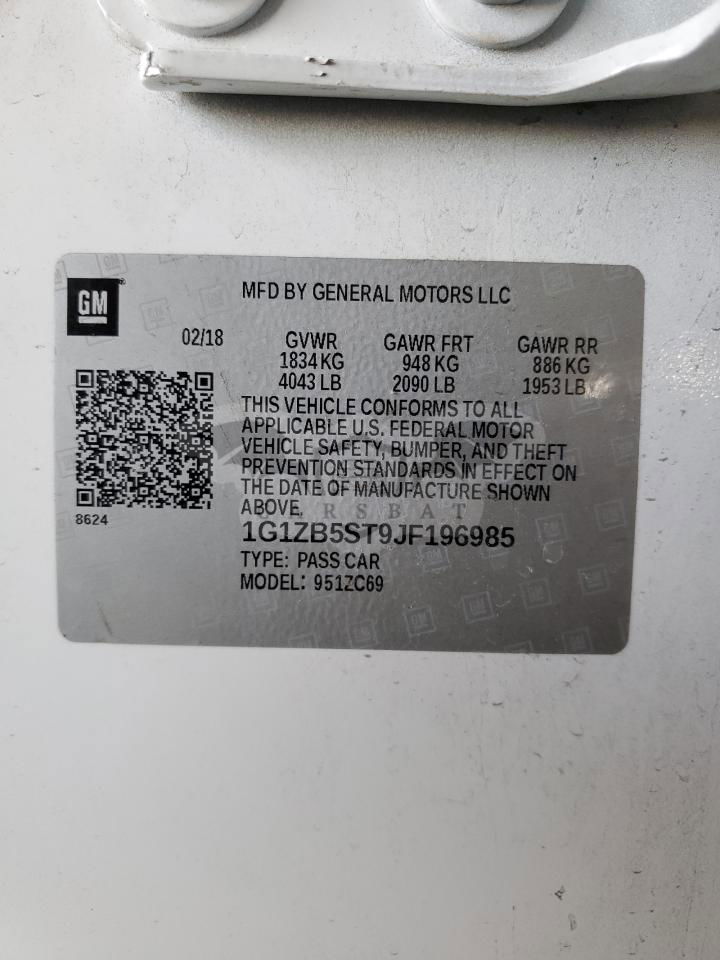 GM
MFD BY GENERAL MOTORS LLC
02/18
GVWR GAWR FRT GAWR RR
1834 KG 948 KG 886 KG
4043 LB 2090 LB 1953 LB
THIS VEHICLE CONFORMS TO ALL
APPLICABLE U.S. FEDERAL MOTOR
VEHICLE SAFETY, BUMPER, AND THEFT
PREVENTION STANDARDS IN EFFECT ON
THE DATE OF MANUFACTURE SHOWN
ABOVE.
8624
1G1ZB5ST9JF196985
TYPE: PASS CAR
MODEL: 951ZC69